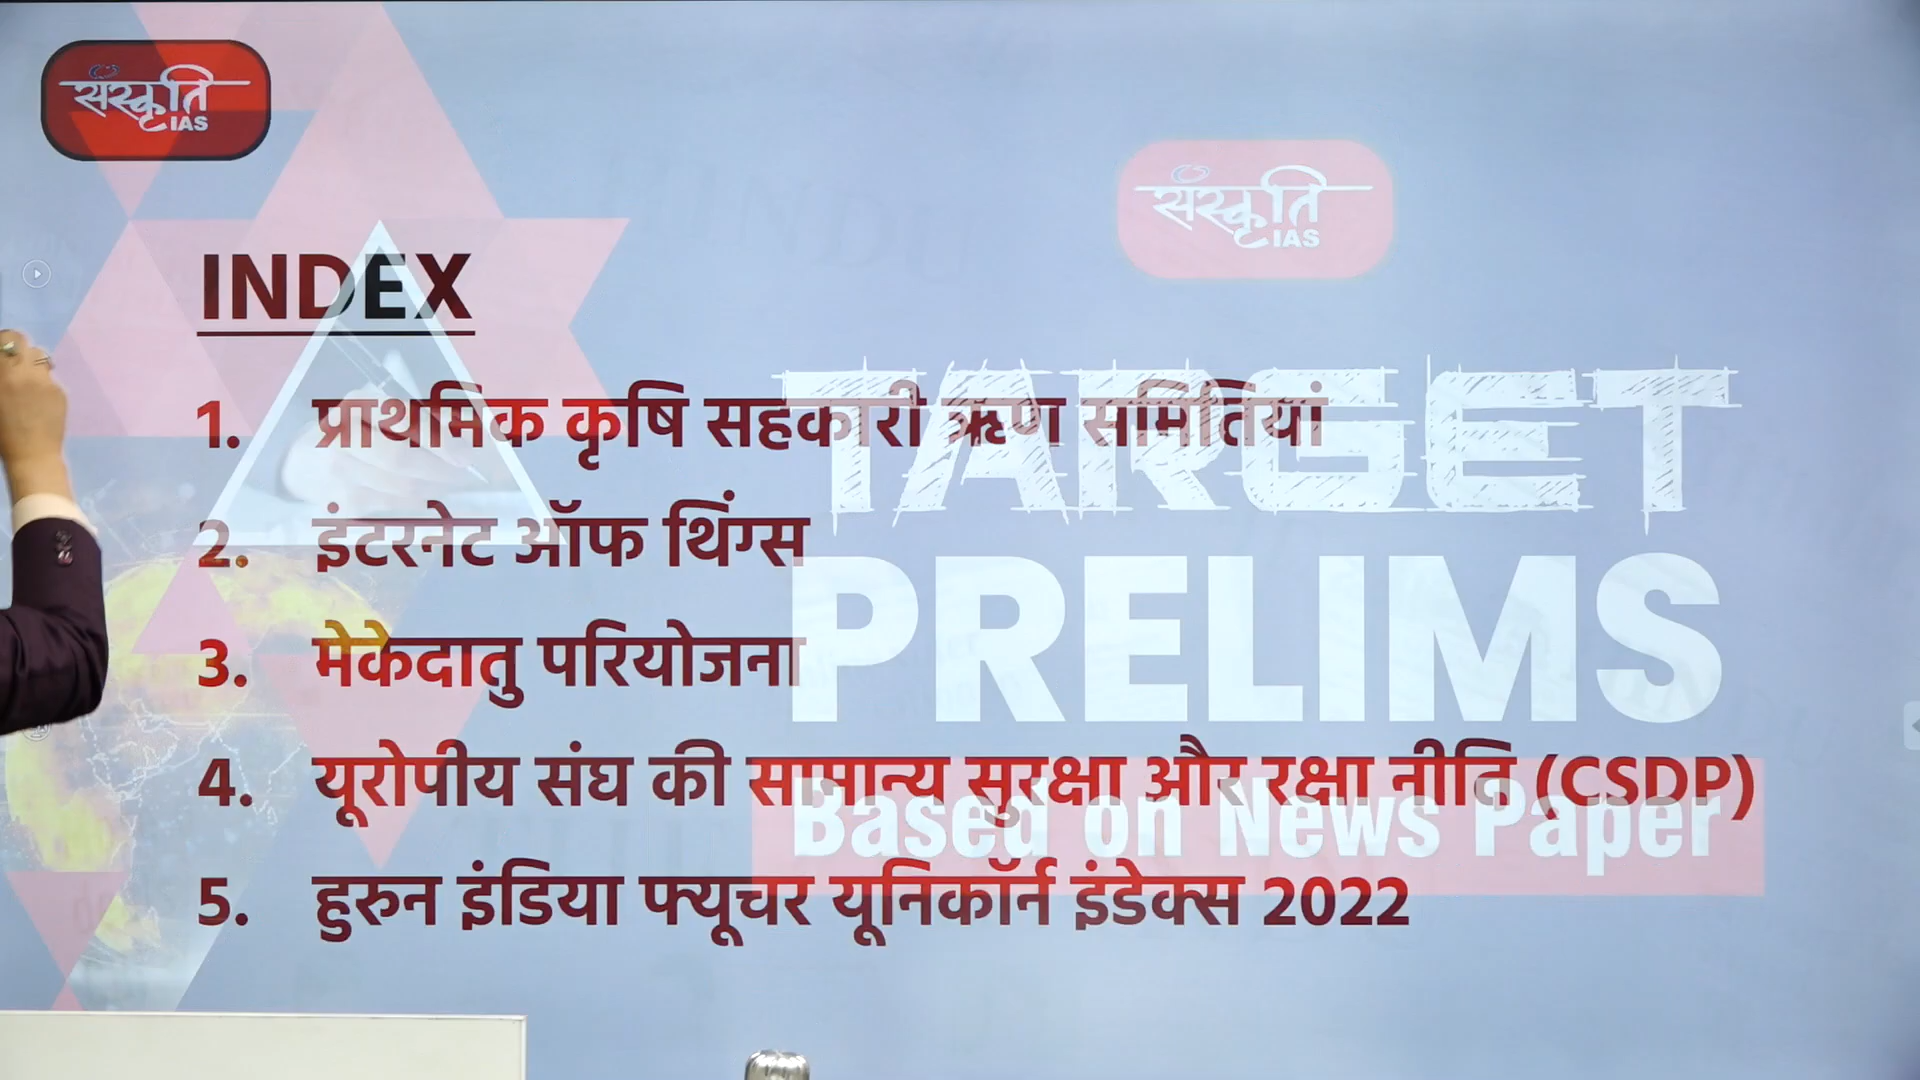 संस्कृति
IAS
संस्कृति
IAS
INDEX
TARGET
1. प्राथमिक कृषि सहकारी ऋण समितियां
2. इंटरनेट ऑफ थिंग्स
PRELIMS
3. मेकेदातु परियोजना
4. यूरोपीय संघ की सामान्य सुरक्षा और रक्षा नीति (CSDP)
Based on News Paper
5. हुरुन इंडिया फ्यूचर यूनिकॉर्न इंडेक्स 2022